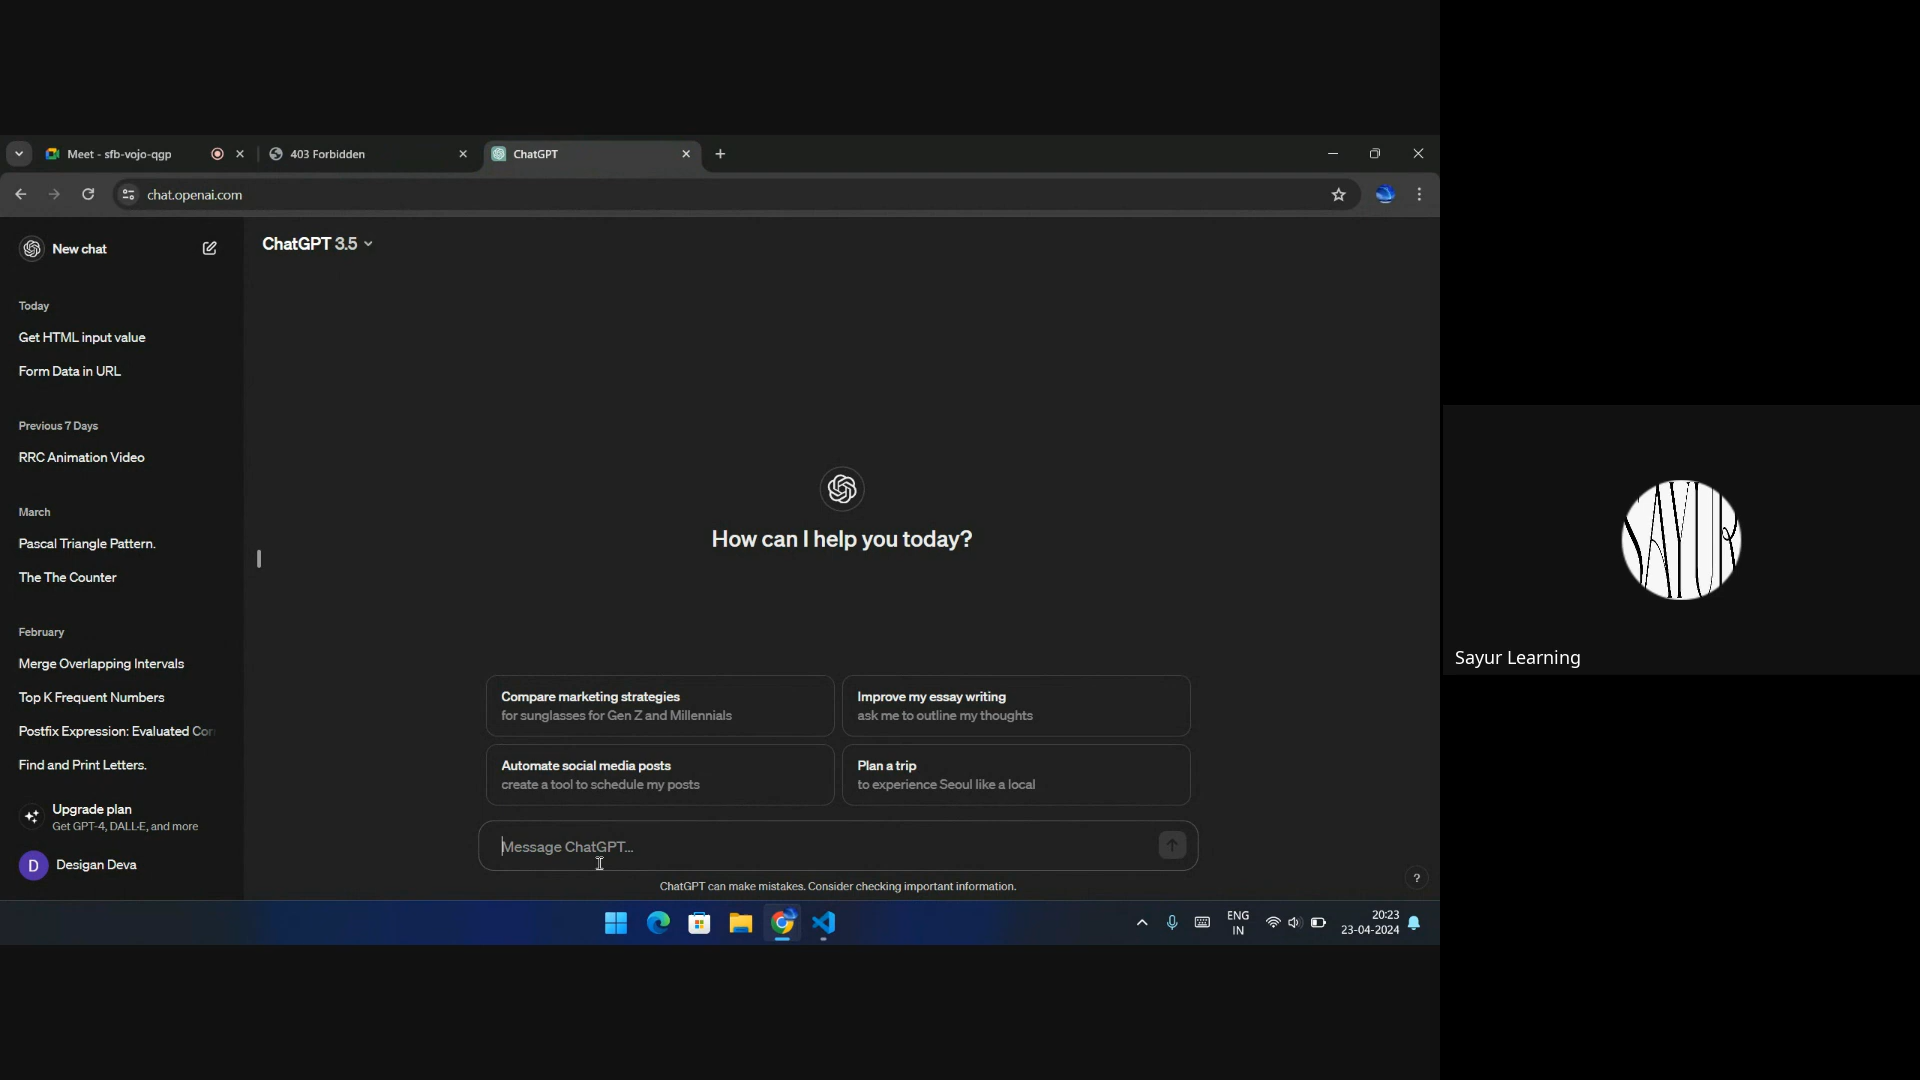 Meet - sfb-vojo-qgp
403 Forbidden
ChatGPT
chat.openai.com
New chat
ChatGPT 3.5
Today
Get HTML input value
Form Data in URL
Previous 7 Days
RRC Animation Video
March
Pascal Triangle Pattern.
The The Counter
February
Merge Overlapping Intervals
Top K Frequent Numbers
Postfix Expression: Evaluated Cor
Find and Print Letters.
Upgrade plan
Get GPT-4, DALL·E, and more
D
Desigan Deva
How can I help you today?
Compare marketing strategies
for sunglasses for Gen Z and Millennials
Improve my essay writing
ask me to outline my thoughts
Automate social media posts
create a tool to schedule my posts
Plan a trip
to experience Seoul like a local
Message ChatGPT...
ChatGPT can make mistakes. Consider checking important information.
?
ENG
IN
20:23
23-04-2024
SAYUR
Sayur Learning